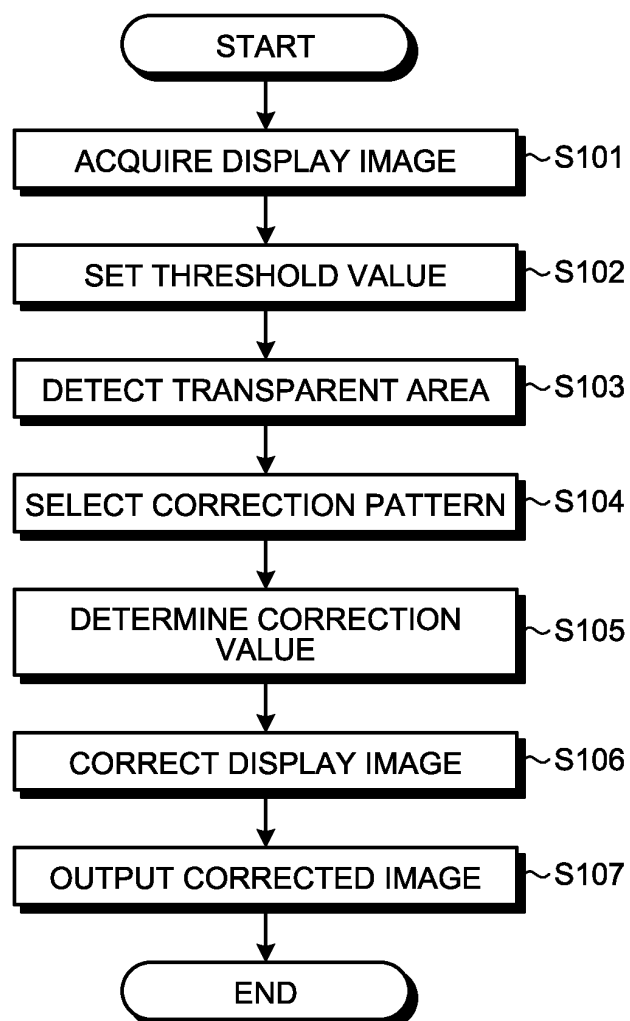 START
ACQUIRE DISPLAY IMAGE
S101
SET THRESHOLD VALUE
S102
DETECT TRANSPARENT AREA
S103
SELECT CORRECTION PATTERN
S104
DETERMINE CORRECTION
VALUE
S105
CORRECT DISPLAY IMAGE
S106
OUTPUT CORRECTED IMAGE
S107
END